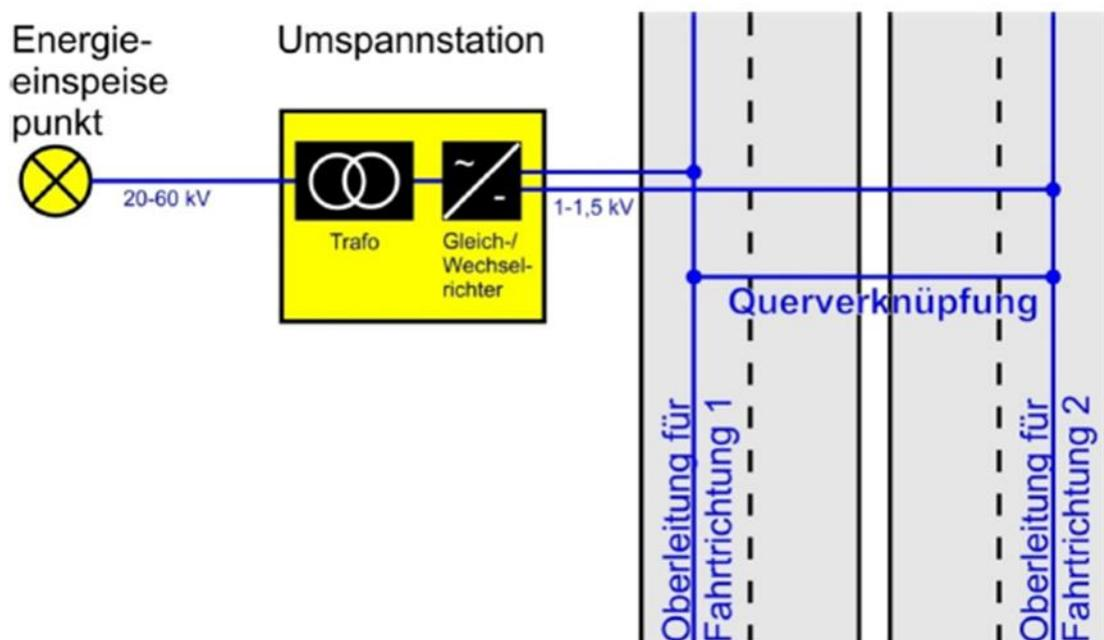 Energie-
einspeise
punkt
Umspannstation
20-60 kV
Trafo
~
-
Gleich-/
Wechsel-
richter
1-1,5 kV
Querverknüpfung
Oberleitung für
Fahrtrichtung 1
Oberleitung für
Fahrtrichtung 2